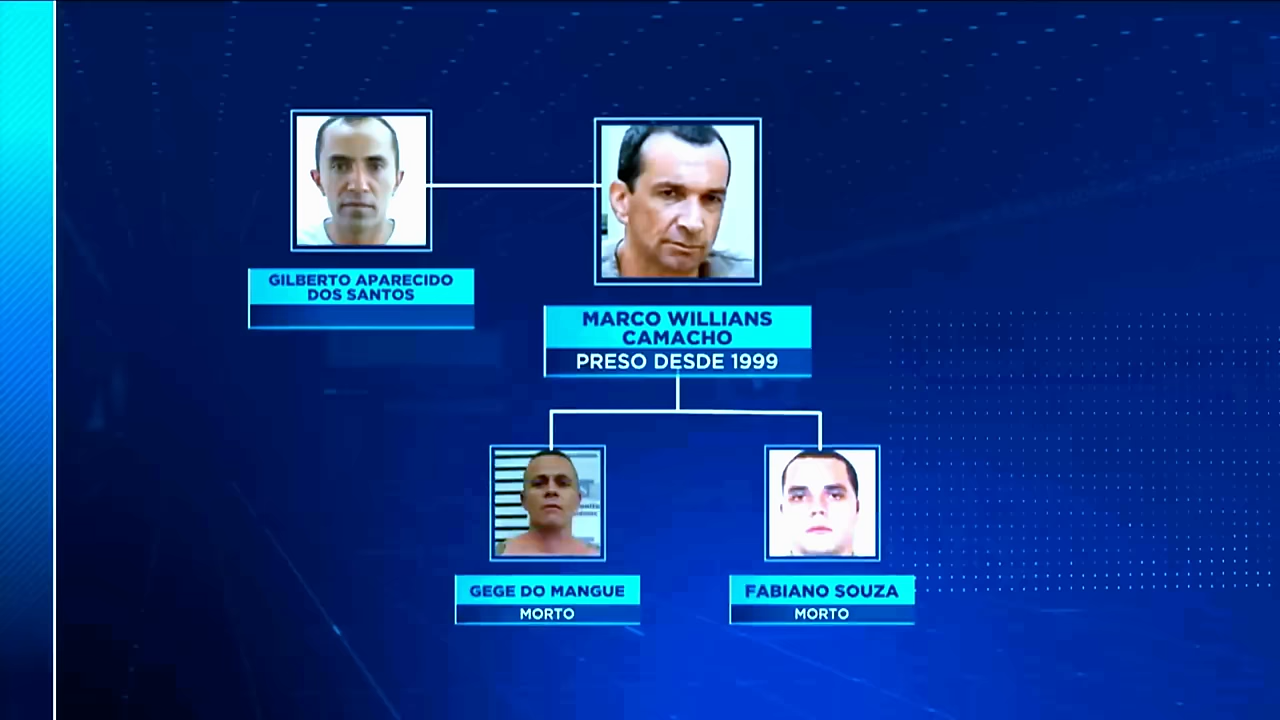 GILBERTO APARECIDO
DOS SANTOS
MARCO WILLIANS
CAMACHO
PRESO DESDE 1999
GEGE DO MANGUE
MORTO
FABIANO SOUZA
MORTO